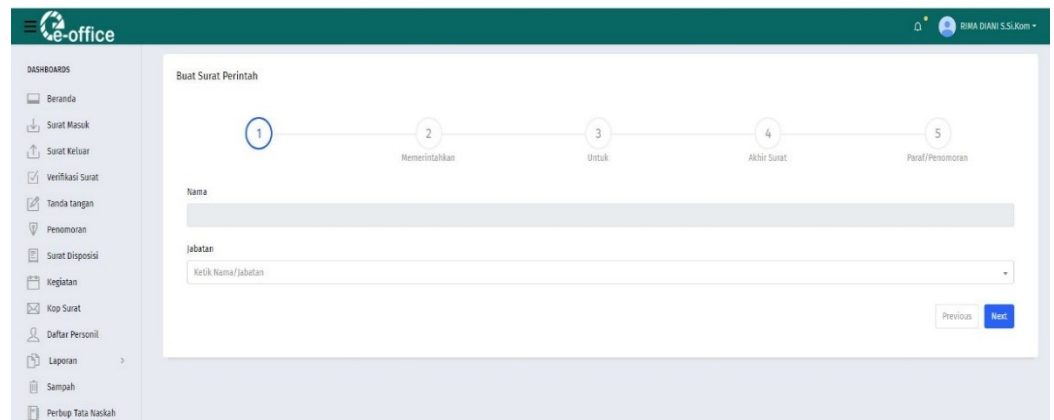 e-office
RIMA DIANI S.Si.Kom
DASHBOARDS
Beranda
Surat Masuk
Surat Keluar
Verifikasi Surat
Tanda tangan
Penomoran
Surat Disposisi
Kegiatan
Kop Surat
Daftar Personil
Laporan
Sampah
Perbup Tata Naskah
Buat Surat Perintah
1
2
3
4
5
Memerintahkan
Untuk
Akhir Surat
Paraf/Penomoran
Nama
Jabatan
Ketik Nama/Jabatan
Previous
Next